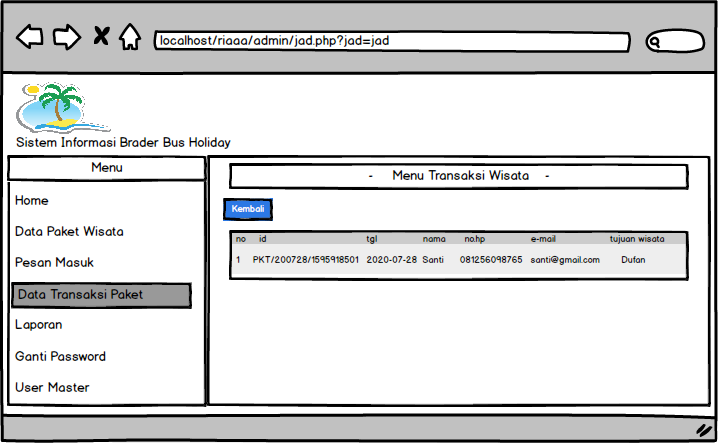 localhost/riaaa/admin/jad.php?jad=jad
Sistem Informasi Brader Bus Holiday
Menu
Home
Data Paket Wisata
Pesan Masuk
Data Transaksi Paket
Laporan
Ganti Password
User Master
- Menu Transaksi Wisata -
Kembali
no id tgl nama no.hp e-mail tujuan wisata
1 PKT/200728/1595918501 2020-07-28 Santi 081256098765 santi@gmail.com Dufan